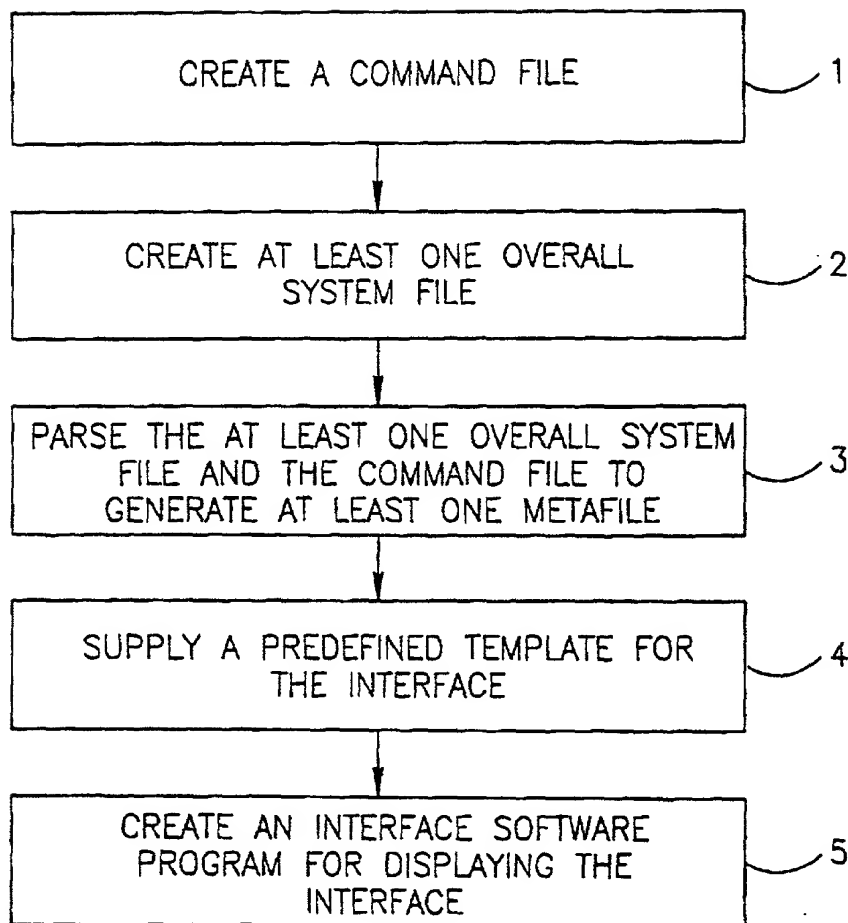 CREATE A COMMAND FILE
1
CREATE AT LEAST ONE OVERALL
SYSTEM FILE
2
PARSE THE AT LEAST ONE OVERALL SYSTEM
FILE AND THE COMMAND FILE TO
GENERATE AT LEAST ONE METAFILE
3
SUPPLY A PREDEFINED TEMPLATE FOR
THE INTERFACE
4
CREATE AN INTERFACE SOFTWARE
PROGRAM FOR DISPLAYING THE
INTERFACE
5